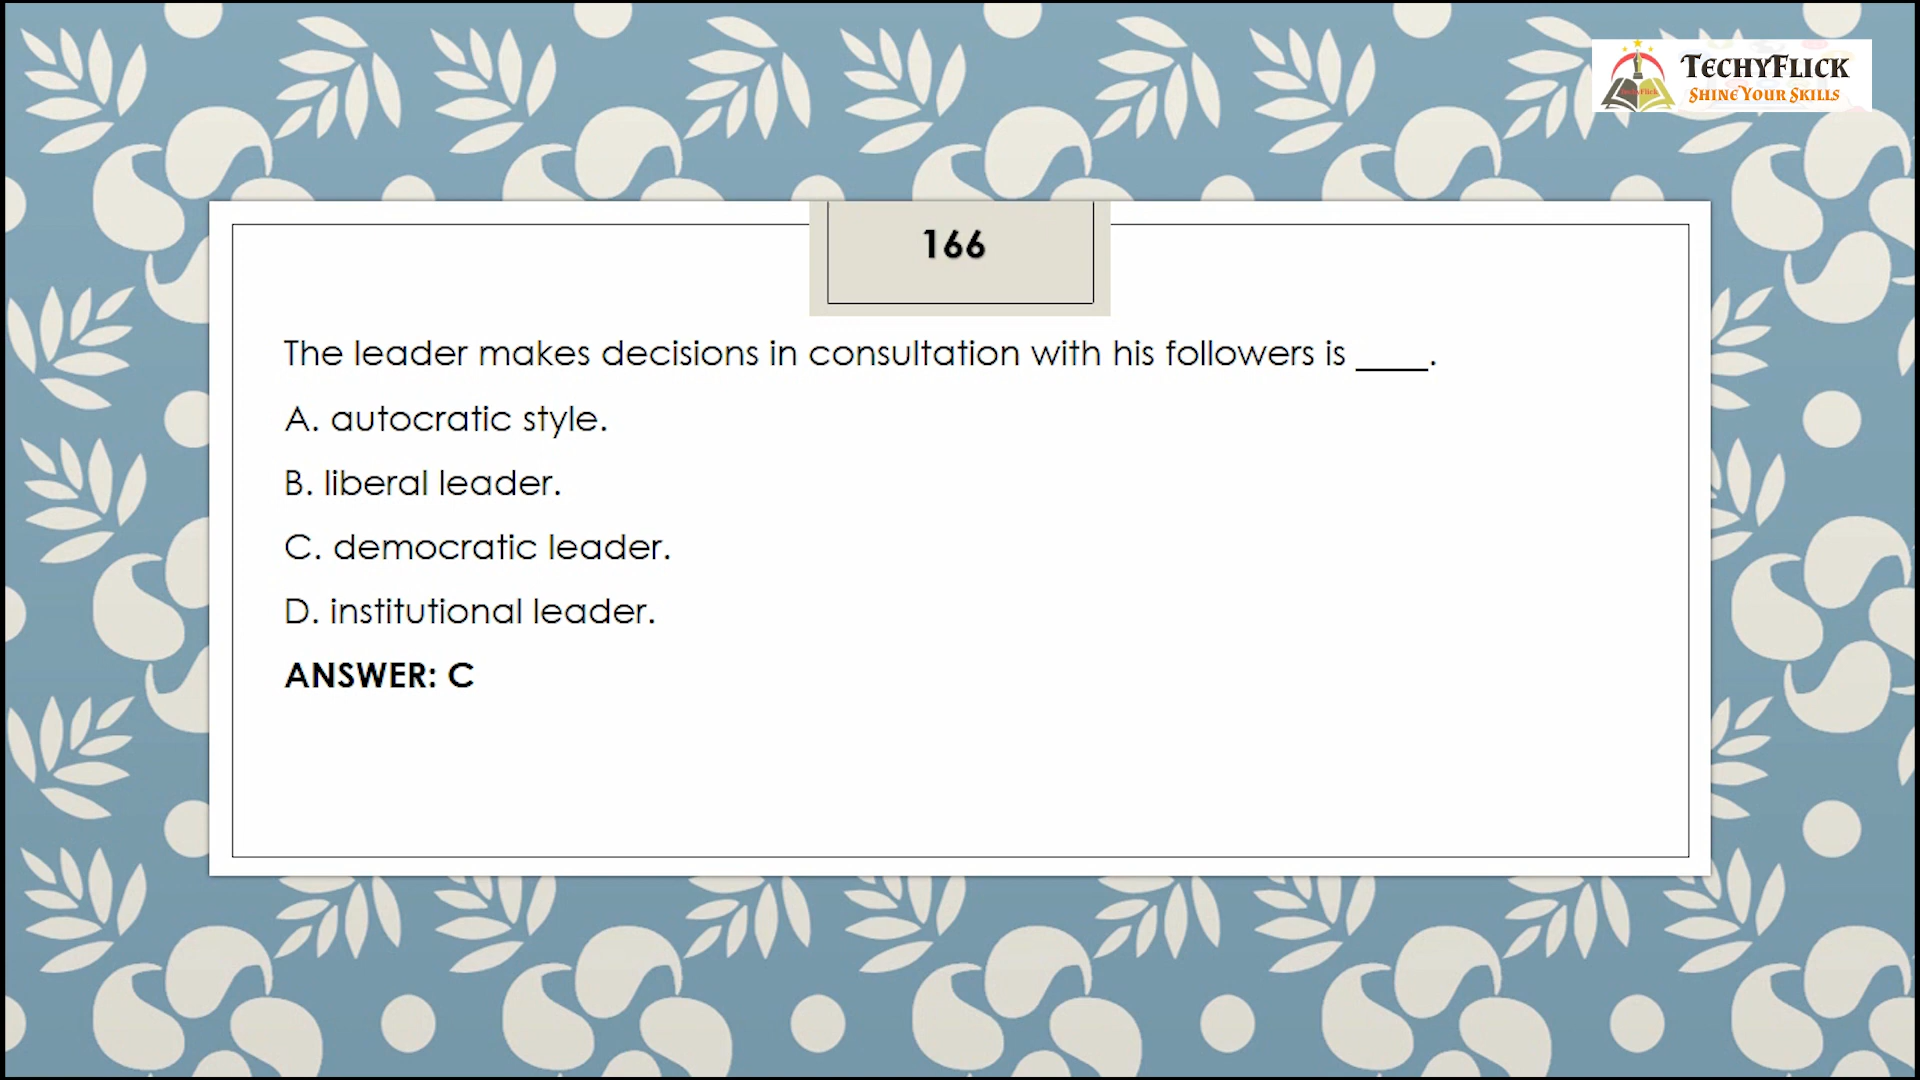 TECHYFLICK
SHINE YOUR SKILLS
166
The leader makes decisions in consultation with his followers is ____.
A. autocratic style.
B. liberal leader.
C. democratic leader.
D. institutional leader.
ANSWER: C